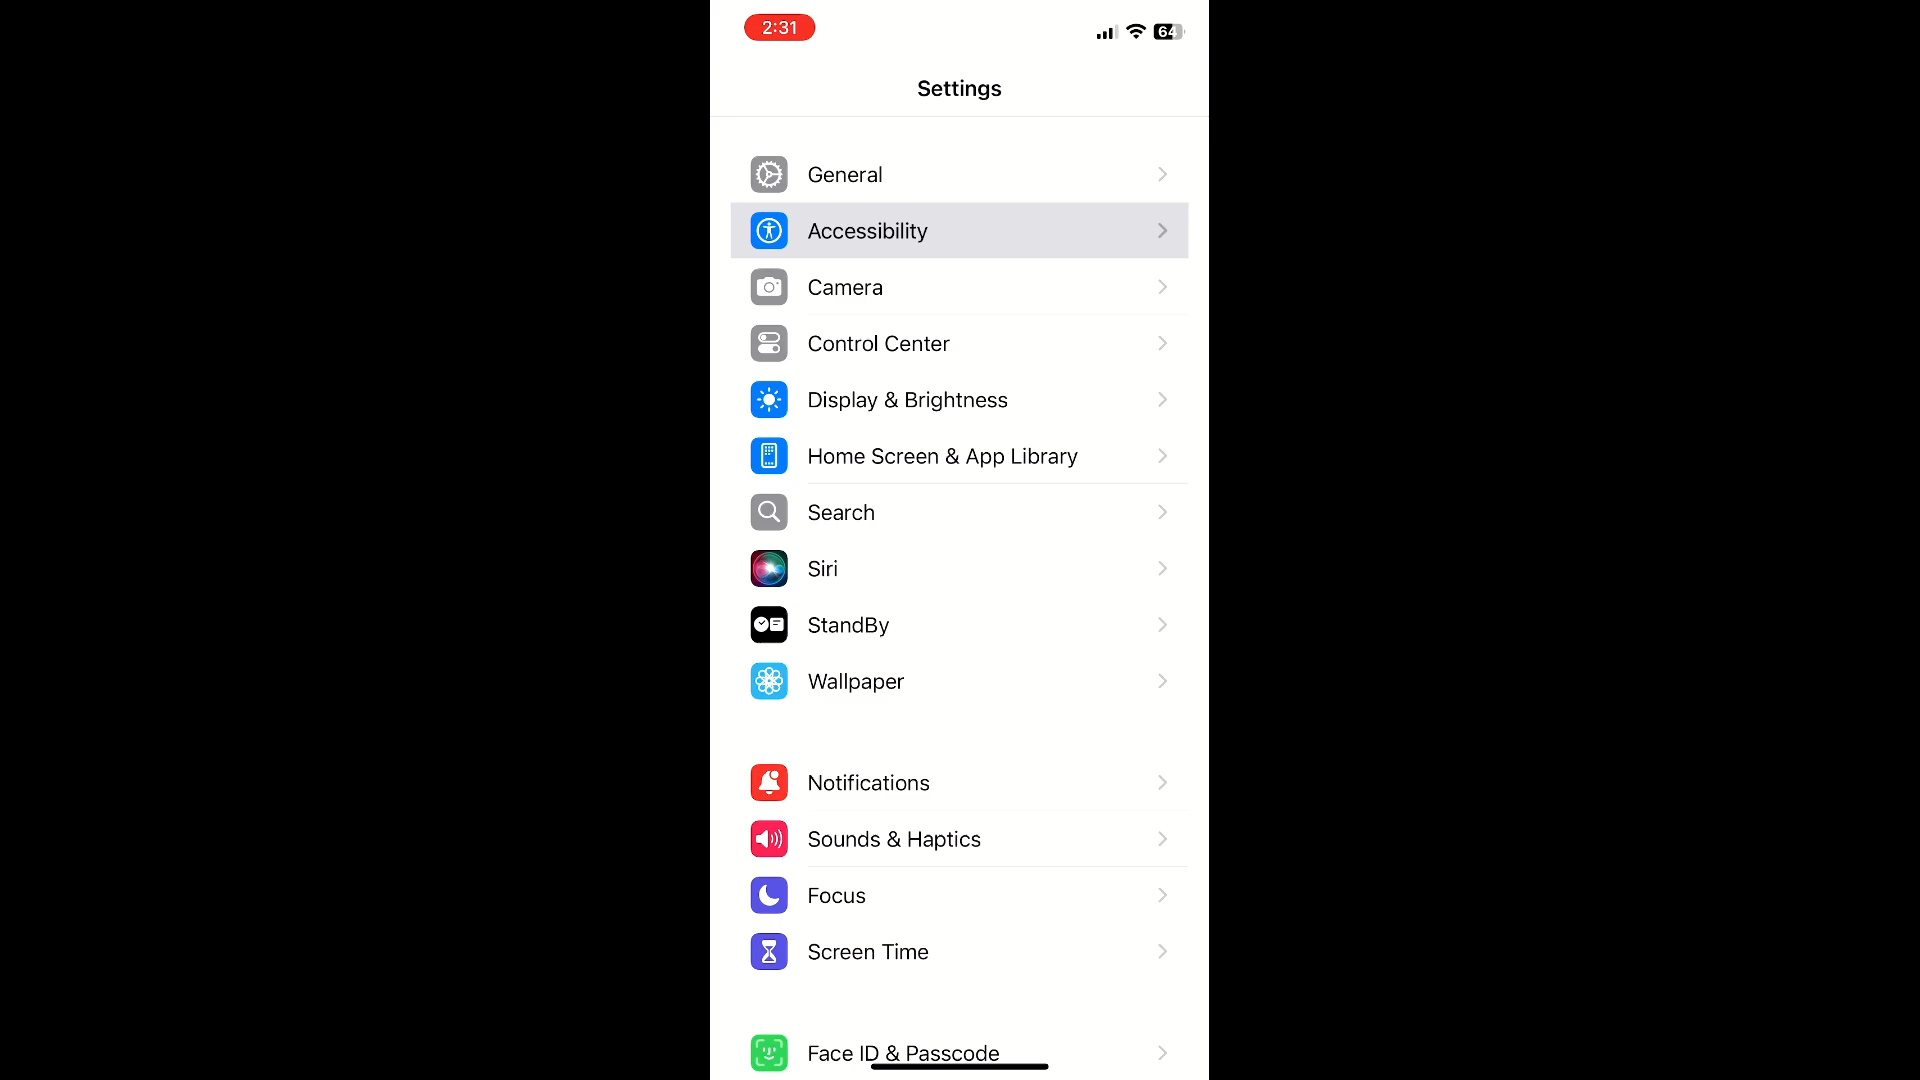 2:31
64
Settings
General
Accessibility
Camera
Control Center
Display & Brightness
Home Screen & App Library
Search
Siri
StandBy
Wallpaper
Notifications
Sounds & Haptics
Focus
Screen Time
Face ID & Passcode